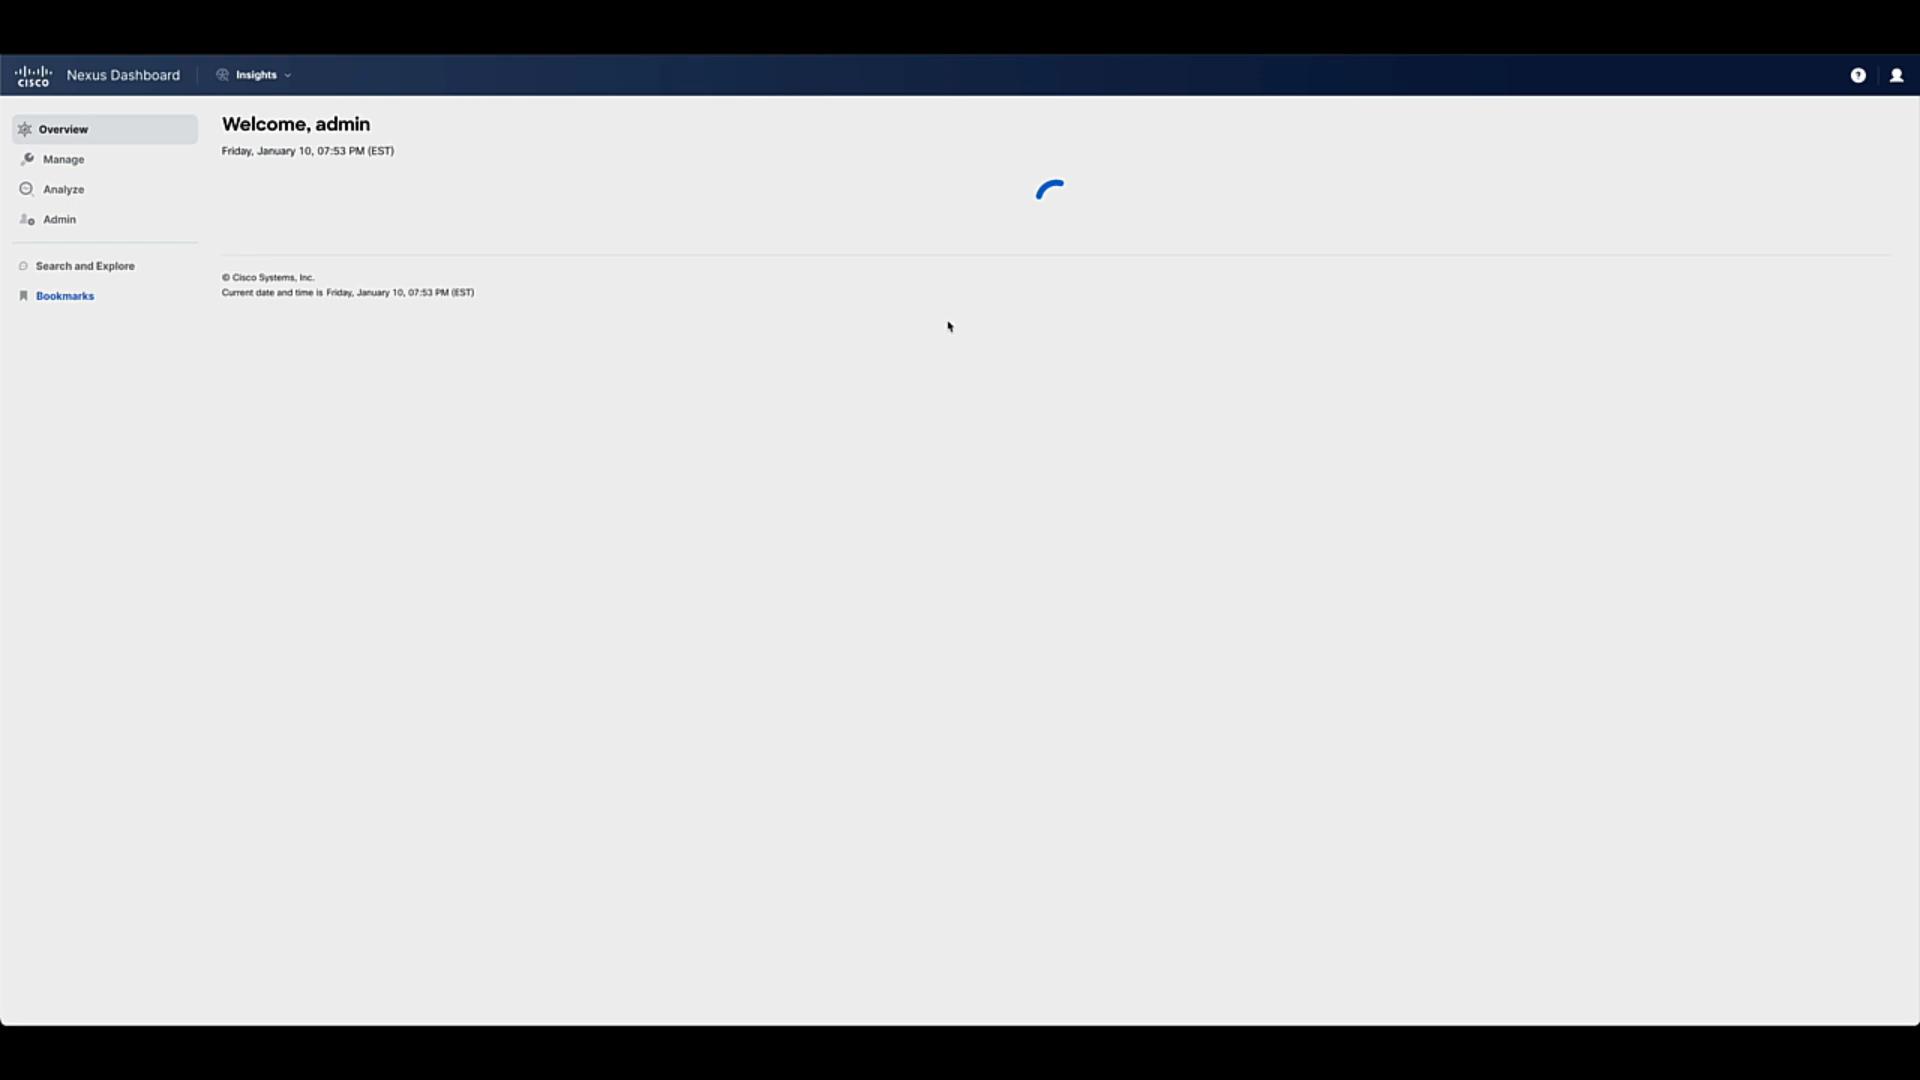 CISCO Nexus Dashboard Insights
Overview
Manage
Analyze
Admin
Search and Explore
Bookmarks
Welcome, admin
Friday, January 10, 07:53 PM (EST)
© Cisco Systems, Inc.
Current date and time is Friday, January 10, 07:53 PM (EST)